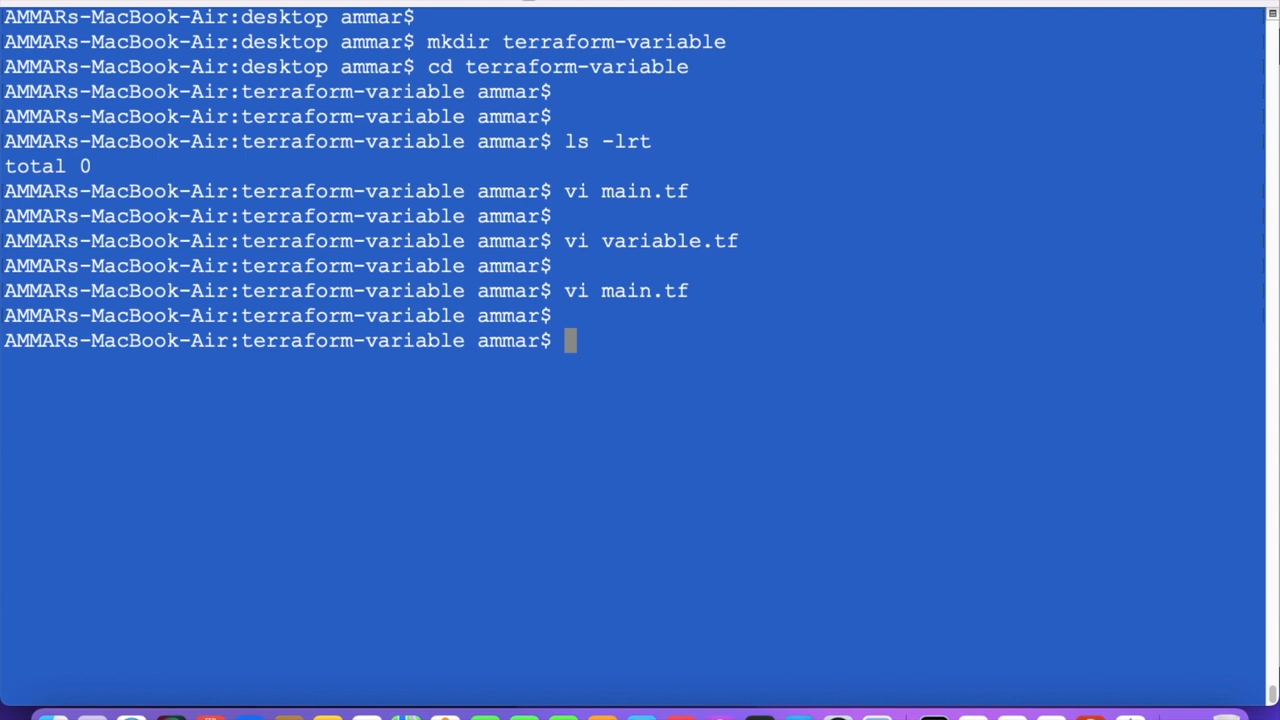 AMMARs-MacBook-Air:desktop ammar$
AMMARs-MacBook-Air:desktop ammar$ mkdir terraform-variable
AMMARs-MacBook-Air:desktop ammar$ cd terraform-variable
AMMARs-MacBook-Air:terraform-variable ammar$
AMMARs-MacBook-Air:terraform-variable ammar$
AMMARs-MacBook-Air:terraform-variable ammar$ ls -lrt
total 0
AMMARs-MacBook-Air:terraform-variable ammar$ vi main.tf
AMMARs-MacBook-Air:terraform-variable ammar$
AMMARs-MacBook-Air:terraform-variable ammar$ vi variable.tf
AMMARs-MacBook-Air:terraform-variable ammar$
AMMARs-MacBook-Air:terraform-variable ammar$ vi main.tf
AMMARs-MacBook-Air:terraform-variable ammar$
AMMARs-MacBook-Air:terraform-variable ammar$